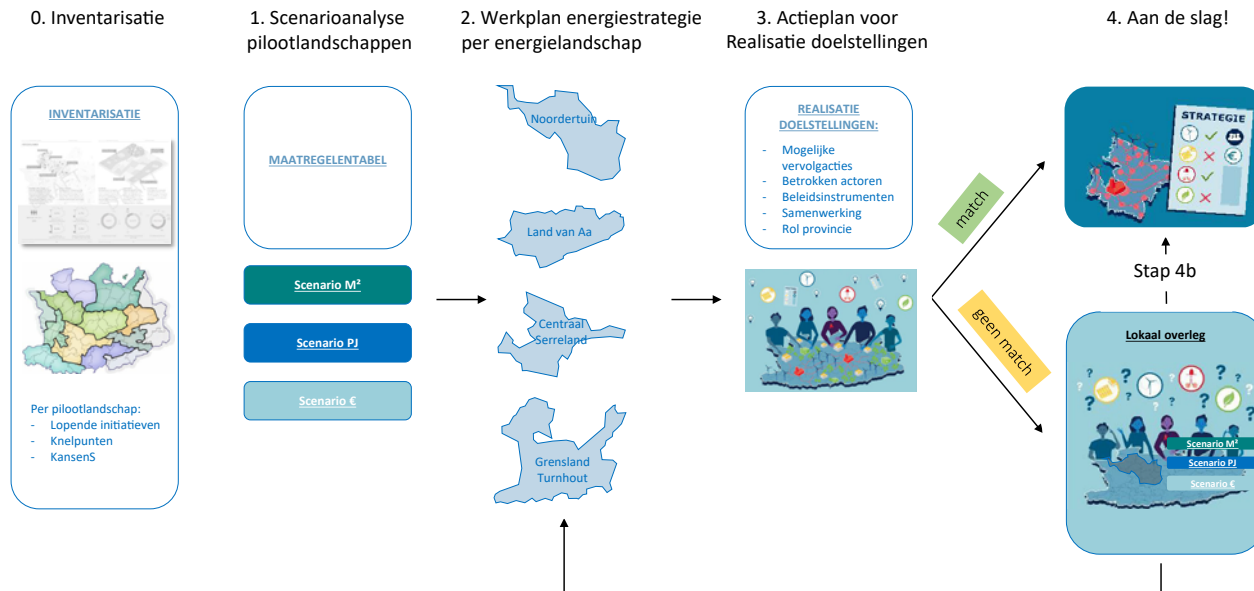 0. Inventarisatie
INVENTARISATIE
Per pilootlandschap:
- Lopende initiatieven
- Knelpunten
- KansenS
1. Scenarioanalyse
pilootlandschappen
MAATREGELENTABEL
Scenario M²
Scenario PJ
Scenario €
2. Werkplan energiestrategie
per energielandschap
Noordertuin
Land van Aa
Centraal
Serreland
Grensland
Turnhout
3. Actieplan voor
Realisatie doelstellingen
REALISATIE
DOELSTELLINGEN:
- Mogelijke
vervolgacties
- Betrokken actoren
- Beleidsinstrumenten
- Samenwerking
- Rol provincie
match
geen match
4. Aan de slag!
STRATEGIE
Stap 4b
Lokaal overleg
Scenario M²
Scenario PJ
Scenario €